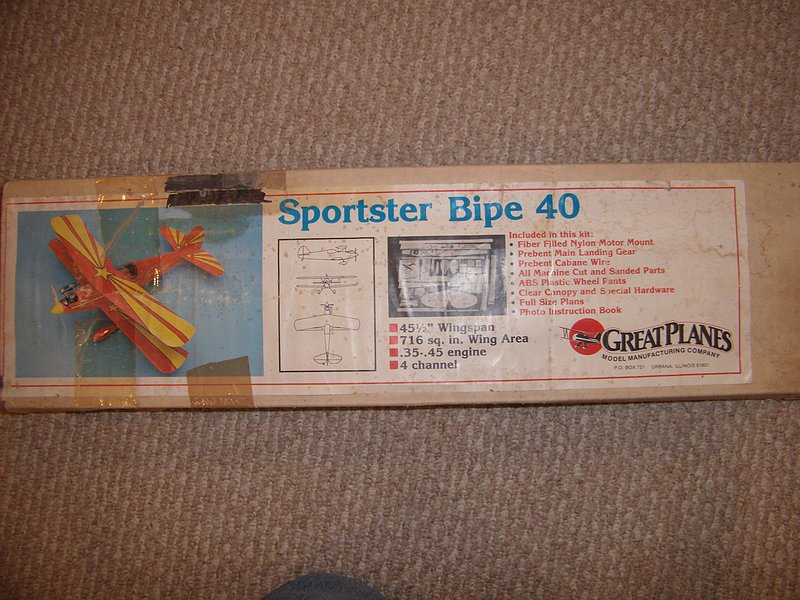 Sportster Bipe 40
Included in this kit:
• Fiber Filled Nylon Motor Mount
• Prebent Main Landing Gear
• Prebent Cabane Wire
• All Machine Cut and Sanded Parts
• ABS Plastic Wheel Pants
• Clear Canopy and Special Hardware
• Full Size Plans
• Photo Instruction Book
45½" Wingspan
716 sq. in. Wing Area
.35-.45 engine
4 channel
GREAT PLANES
MODEL MANUFACTURING COMPANY
P.O. BOX 721 URBANA, ILLINOIS 61801